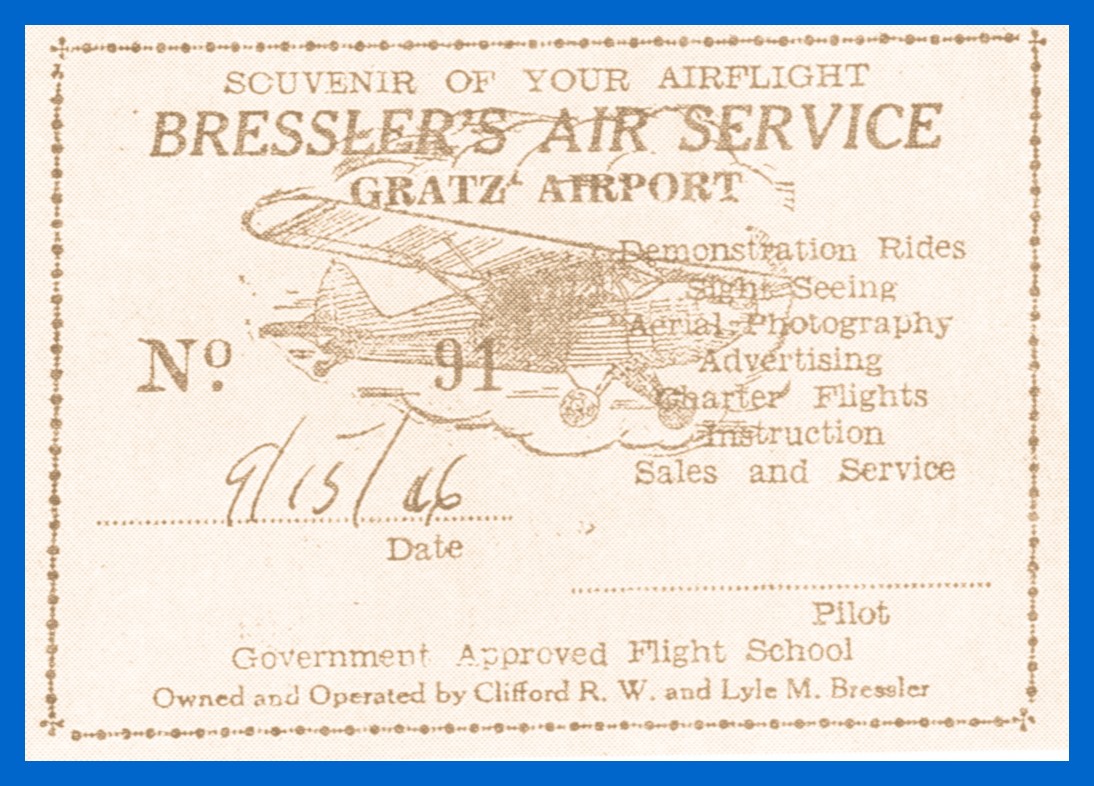 SOUVENIR OF YOUR AIRFLIGHT
BRESSLER'S AIR SERVICE
GRATZ AIRPORT
Demonstration Rides
Sight Seeing
Aerial Photography
Advertising
Charter Flights
Instruction
Sales and Service
Nº 91
9/15/46
Date
Pilot
Government Approved Flight School
Owned and Operated by Clifford R. W. and Lyle M. Bressler